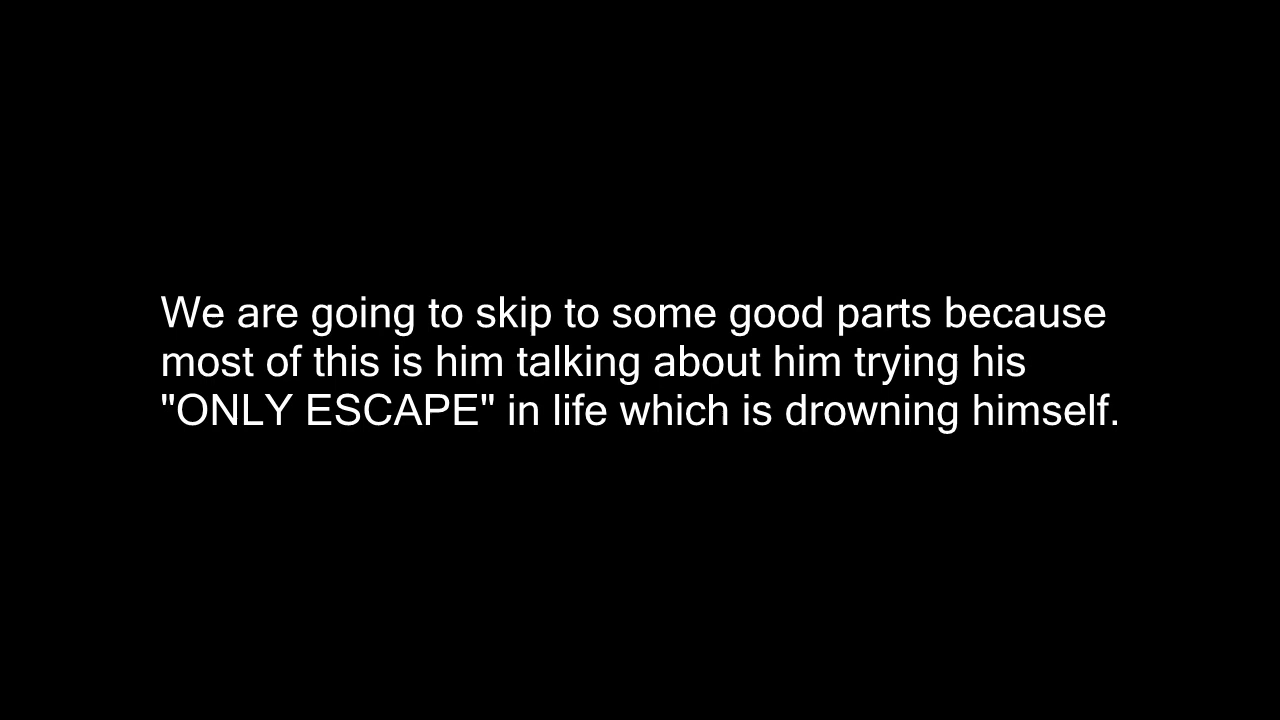 We are going to skip to some good parts because
most of this is him talking about him trying his
"ONLY ESCAPE" in life which is drowning himself.